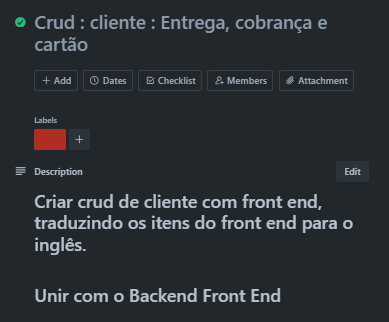 Crud : cliente : Entrega, cobrança e
cartão
+ Add
Dates
Checklist
Members
Attachment
Labels
+
Description
Edit
Criar crud de cliente com front end,
traduzindo os itens do front end para o
inglês.
Unir com o Backend Front End